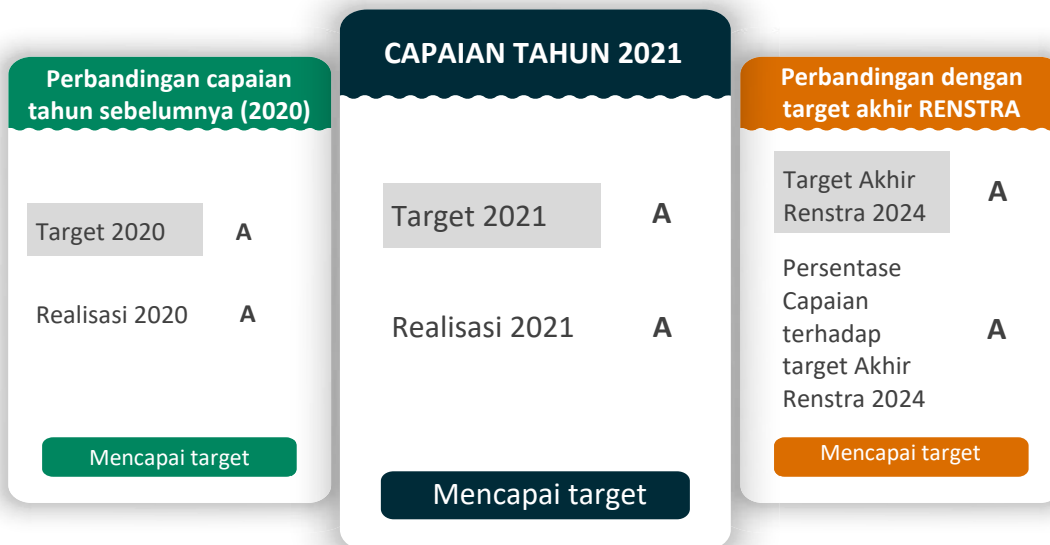 Perbandingan capaian
tahun sebelumnya (2020)
Target 2020 A
Realisasi 2020 A
Mencapai target
CAPAIAN TAHUN 2021
Target 2021 A
Realisasi 2021 A
Mencapai target
Perbandingan dengan
target akhir RENSTRA
Target Akhir
Renstra 2024
A
Persentase
Capaian
terhadap
target Akhir
Renstra 2024
A
Mencapai target